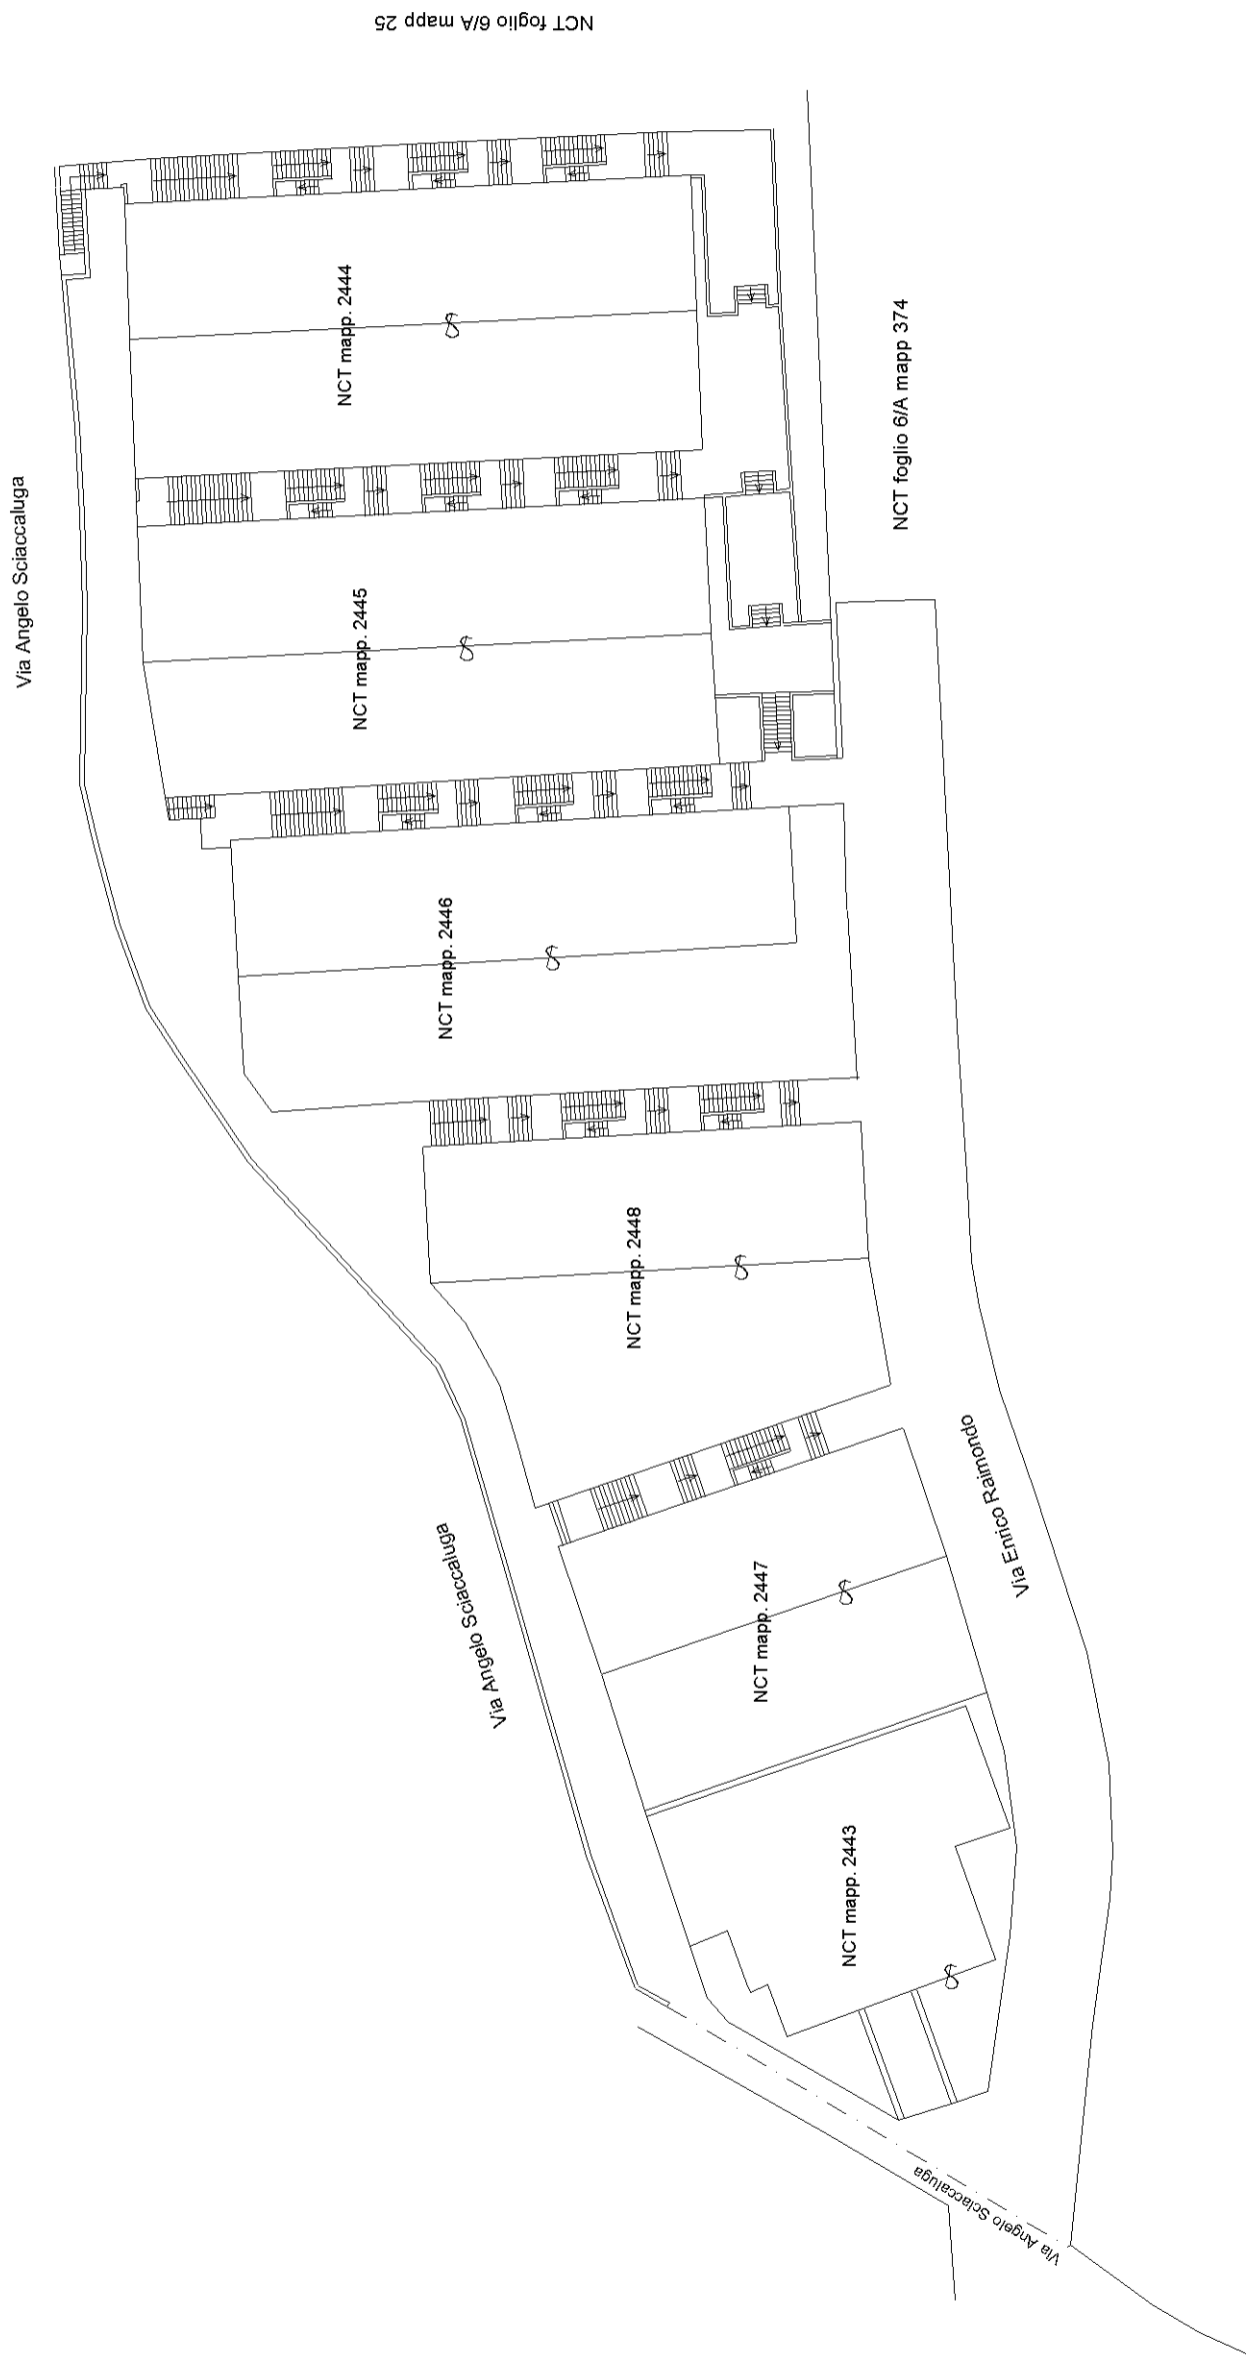 NCT foglio 6/A mapp 25
Via Angelo Sciaccaluga
NCT mapp. 2444
NCT foglio 6/A mapp 374
NCT mapp. 2445
NCT mapp. 2446
NCT mapp. 2448
Via Enrico Raimondo
Via Angelo Sciaccaluga
NCT mapp. 2447
NCT mapp. 2443
Via Angelo Sciaccaluga